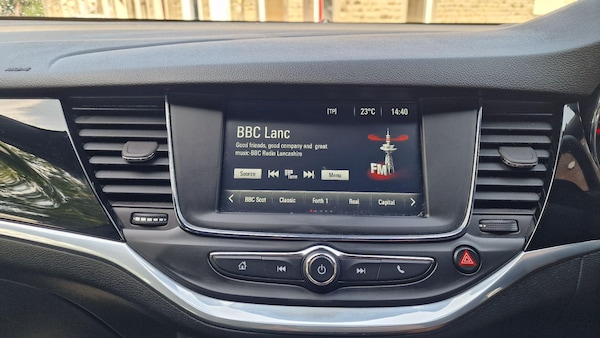 [TP] 23°C 14:40
BBC Lanc
Good friends, good company and great
music-BBC Radio Lancashire
FM
Source Menu
BBC Scot Classic Forth 1 Real Capital